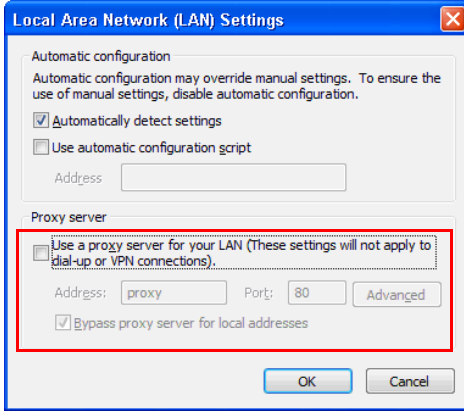 Local Area Network (LAN) Settings
Automatic configuration
Automatic configuration may override manual settings. To ensure the
use of manual settings, disable automatic configuration.
Automatically detect settings
Use automatic configuration script
Address
Proxy server
Use a proxy server for your LAN (These settings will not apply to
dial-up or VPN connections).
Address: proxy Port: 80 Advanced
Bypass proxy server for local addresses
OK Cancel